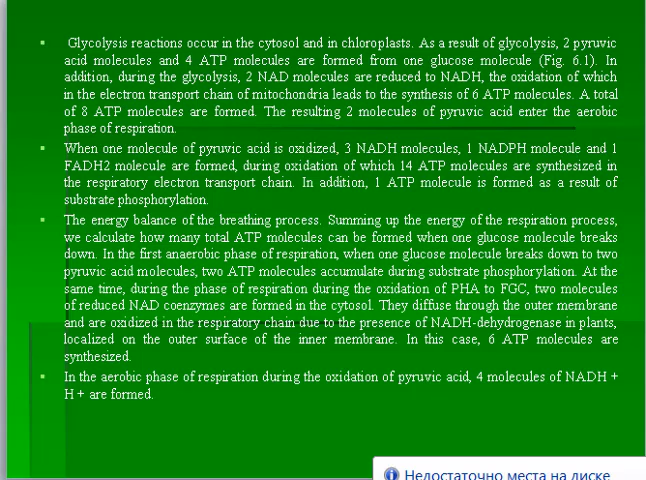 Glycolysis reactions occur in the cytosol and in chloroplasts. As a result of glycolysis, 2 pyruvic
acid molecules and 4 ATP molecules are formed from one glucose molecule (Fig. 6.1). In
addition, during the glycolysis, 2 NAD molecules are reduced to NADH, the oxidation of which
in the electron transport chain of mitochondria leads to the synthesis of 6 ATP molecules. A total
of 8 ATP molecules are formed. The resulting 2 molecules of pyruvic acid enter the aerobic
phase of respiration.
When one molecule of pyruvic acid is oxidized, 3 NADH molecules, 1 NADPH molecule and 1
FADH2 molecule are formed, during oxidation of which 14 ATP molecules are synthesized in
the respiratory electron transport chain. In addition, 1 ATP molecule is formed as a result of
substrate phosphorylation.
The energy balance of the breathing process. Summing up the energy of the respiration process,
we calculate how many total ATP molecules can be formed when one glucose molecule breaks
down. In the first anaerobic phase of respiration, when one glucose molecule breaks down to two
pyruvic acid molecules, two ATP molecules accumulate during substrate phosphorylation. At the
same time, during the phase of respiration during the oxidation of PHA to FGC, two molecules
of reduced NAD coenzymes are formed in the cytosol. They diffuse through the outer membrane
and are oxidized in the respiratory chain due to the presence of NADH-dehydrogenase in plants,
localized on the outer surface of the inner membrane. In this case, 6 ATP molecules are
synthesized.
In the aerobic phase of respiration during the oxidation of pyruvic acid, 4 molecules of NADH +
H + are formed.
Недостаточно места на диске